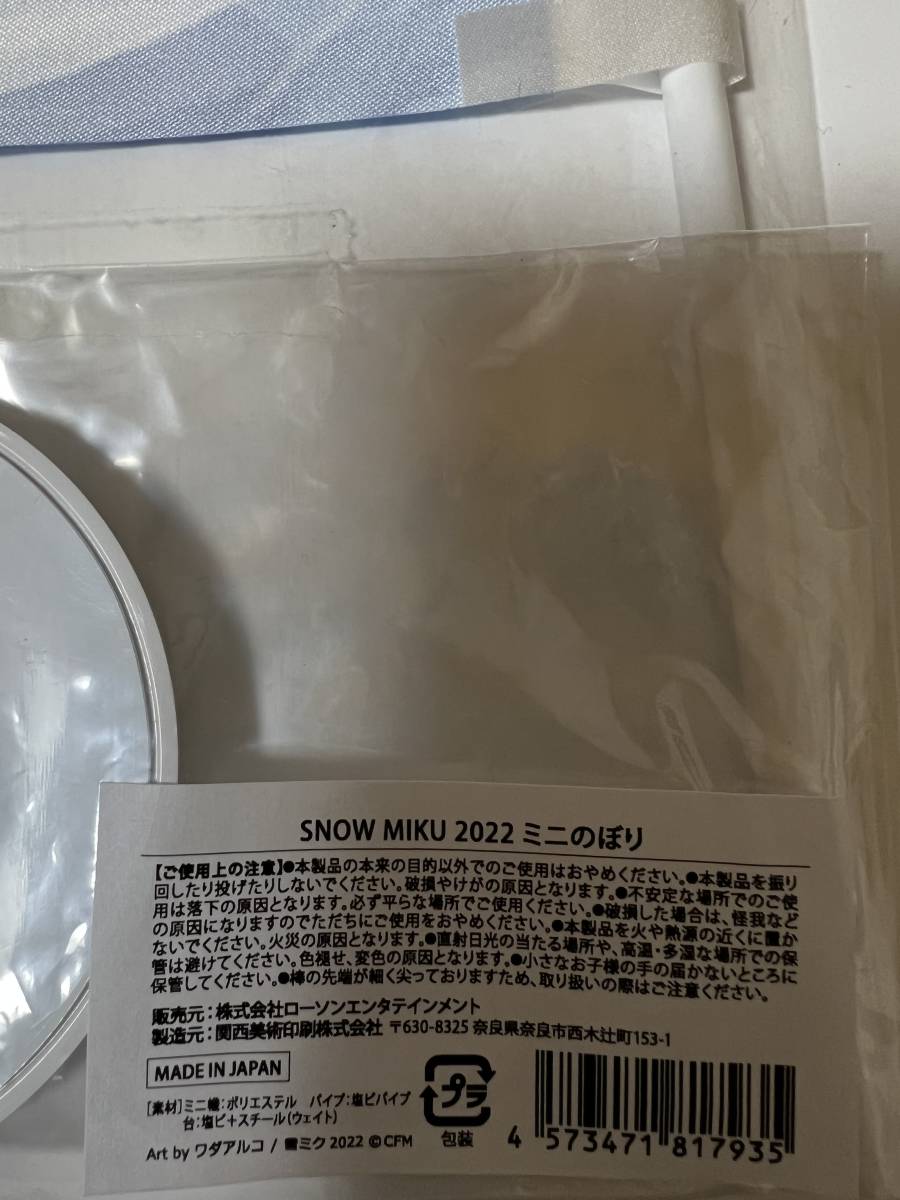 SNOW MIKU 2022 ミニのぼり
【ご使用上の注意】●本製品の本来の目的以外でのご使用はおやめください。●本製品を振り
回したり投げたりしないでください。破損やけがの原因となります。●不安定な場所でのご使
用は落下の原因となります。必ず平らな場所でご使用ください。●破損した場合は、怪我など
の原因になりますのでただちにご使用をおやめください。●本製品を火や熱源の近くに置か
ないでください。火災の原因となります。●直射日光の当たる場所や、高温・多湿な場所での保
管は避けてください。色褪せ、変色の原因となります。●小さなお子様の手の届かないところに
保管してください。●棒の先端が細く尖っておりますため、取り扱いの際はご注意ください。
販売元：株式会社ローソンエンタテインメント
製造元：関西美術印刷株式会社 〒630-8325 奈良県奈良市西木辻町153-1
MADE IN JAPAN
[素材]ミニ幟：ポリエステル パイプ：塩ビパイプ
台：塩ビ+スチール(ウェイト)
Art by ワダアルコ / 雪ミク 2022 ©CFM
プラ
包装
4 573471 817935